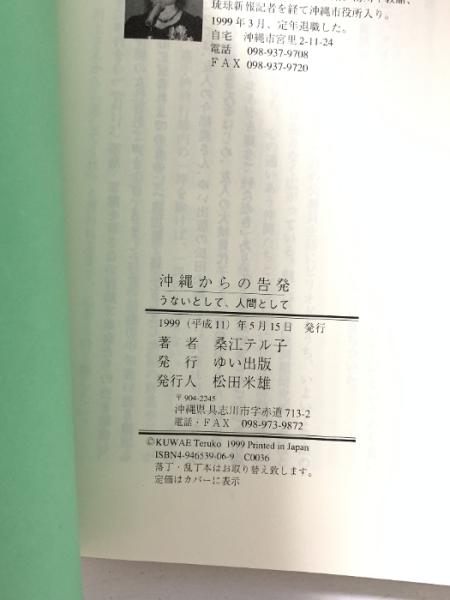 琉球新報記者を経て沖縄市役所入り。
1999年3月、定年退職した。
自宅 沖縄市宮里2-11-24
電話 098-937-9708
FAX 098-937-9720
沖縄からの告発
うないとして、人間として
1999（平成11）年5月15日 発行
著者 桑江テル子
発行 ゆい出版
発行人 松田米雄
〒904-2245
沖縄県具志川市字赤道713-2
電話・FAX 098-973-9872
©KUWAE Teruko 1999 Printed in Japan
ISBN4-946539-06-9 C0036
落丁・乱丁本はお取り替え致します。
定価はカバーに表示